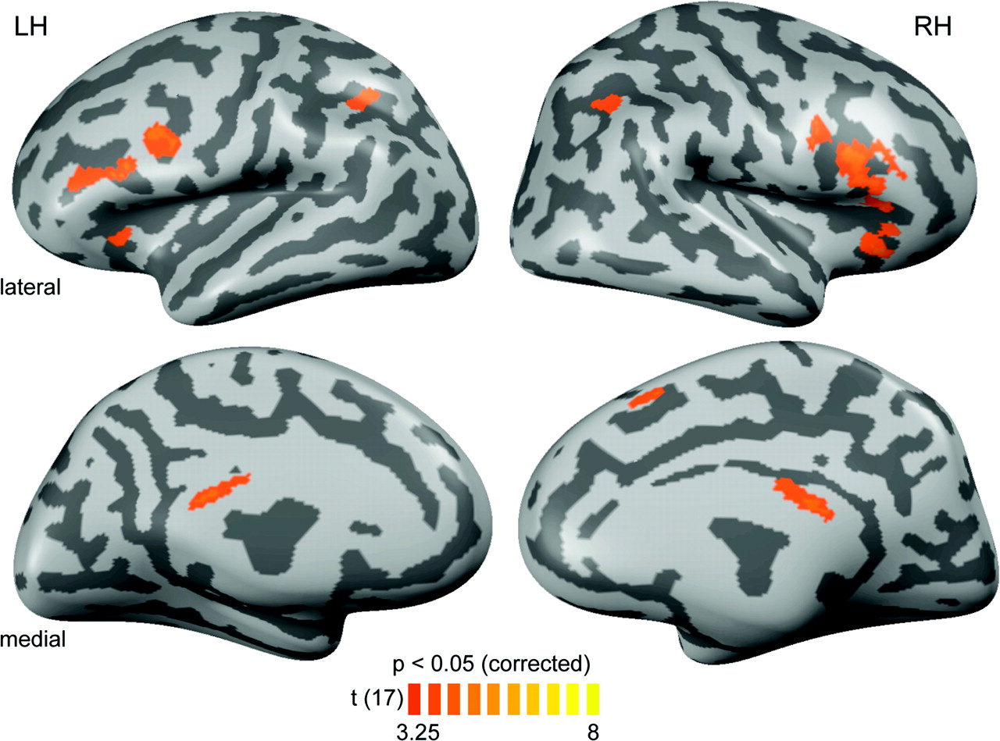 LH
RH
lateral
medial
p < 0.05 (corrected)
t (17)
3.25
8